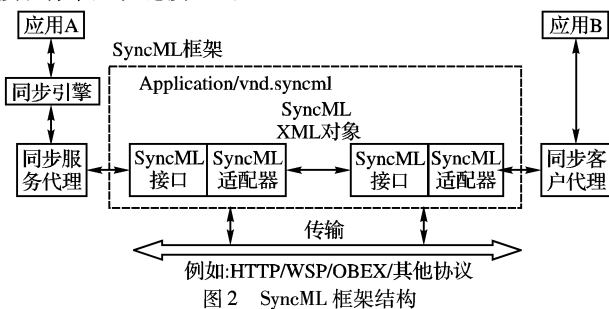 应用A
应用B
SyncML框架
同步引擎
Application/vnd.syncml
SyncML
XML对象
同步服
务代理
SyncML
接口
SyncML
适配器
SyncML
接口
SyncML
适配器
同步客
户代理
传输
例如:HTTP/WSP/OBEX/其他协议
图2 SyncML 框架结构